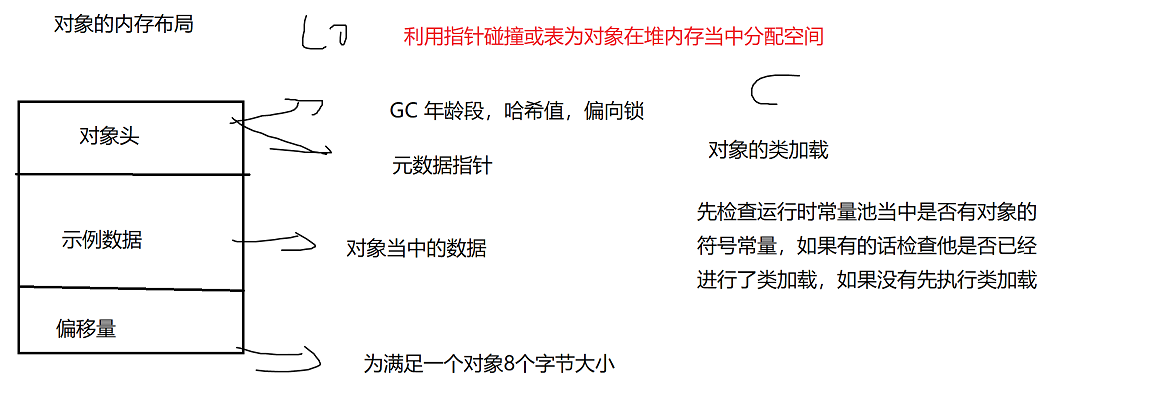 对象的内存布局
利用指针碰撞或表为对象在堆内存当中分配空间
对象头
GC 年龄段，哈希值，偏向锁
元数据指针
示例数据
对象当中的数据
偏移量
为满足一个对象8个字节大小
对象的类加载
先检查运行时常量池当中是否有对象的
符号常量，如果有的话检查他是否已经
进行了类加载，如果没有先执行类加载